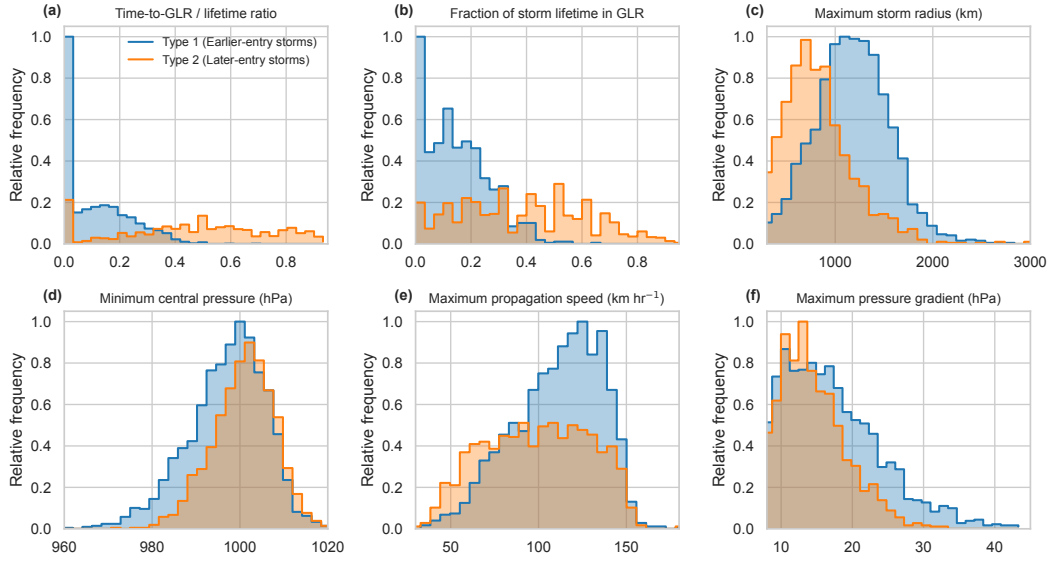 (a) Time-to-GLR / lifetime ratio
Relative frequency
1.0
0.8
0.6
0.4
0.2
0.0
0.0 0.2 0.4 0.6 0.8
Type 1 (Earlier-entry storms)
Type 2 (Later-entry storms)
(b) Fraction of storm lifetime in GLR
Relative frequency
1.0
0.8
0.6
0.4
0.2
0.0
0.0 0.2 0.4 0.6 0.8
(c) Maximum storm radius (km)
Relative frequency
1.0
0.8
0.6
0.4
0.2
0.0
1000 2000 3000
(d) Minimum central pressure (hPa)
Relative frequency
1.0
0.8
0.6
0.4
0.2
0.0
960 980 1000 1020
(e) Maximum propagation speed (km hr⁻¹)
Relative frequency
1.0
0.8
0.6
0.4
0.2
0.0
50 100 150
(f) Maximum pressure gradient (hPa)
Relative frequency
1.0
0.8
0.6
0.4
0.2
0.0
10 20 30 40